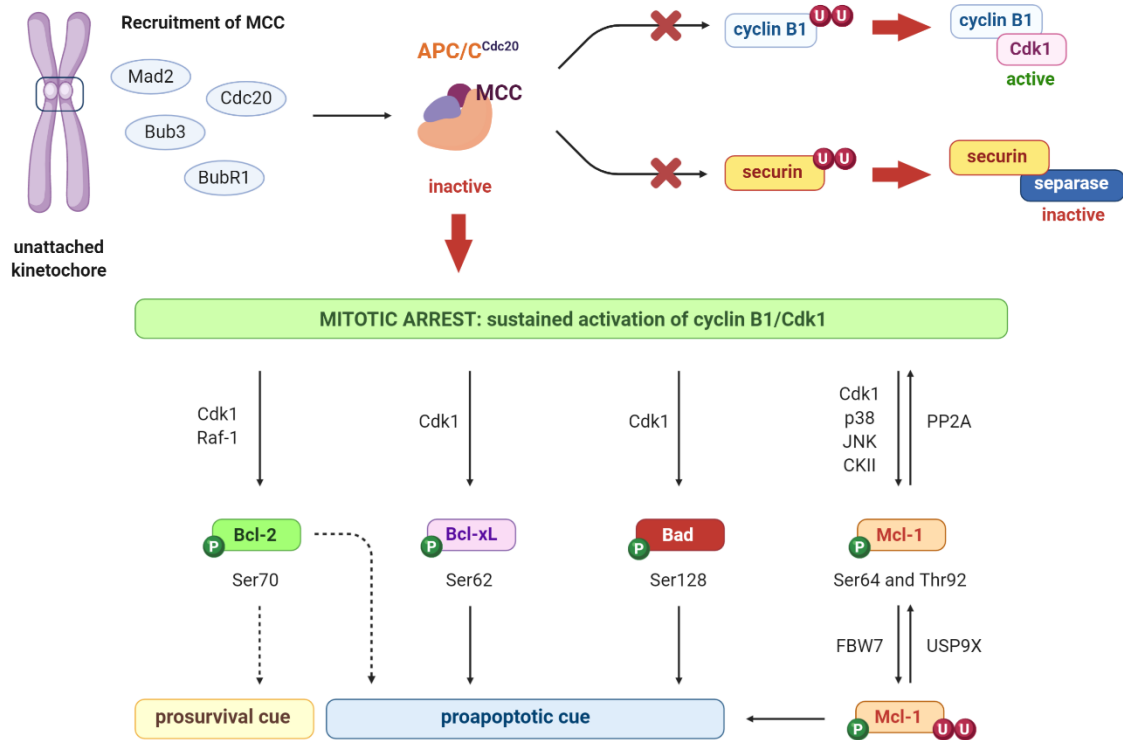 Recruitment of MCC
Mad2
Cdc20
Bub3
BubR1
unattached
kinetochore
APC/C^Cdc20
MCC
inactive
cyclin B1
U U
cyclin B1
Cdk1
active
securin
U U
securin
separase
inactive
MITOTIC ARREST: sustained activation of cyclin B1/Cdk1
Cdk1
Raf-1
Cdk1
Cdk1
Cdk1
p38
JNK
CKII
PP2A
Bcl-2
P
Ser70
Bcl-xL
P
Ser62
Bad
P
Ser128
Mcl-1
P
Ser64 and Thr92
FBW7
USP9X
prosurvival cue
proapoptotic cue
Mcl-1
P
U U